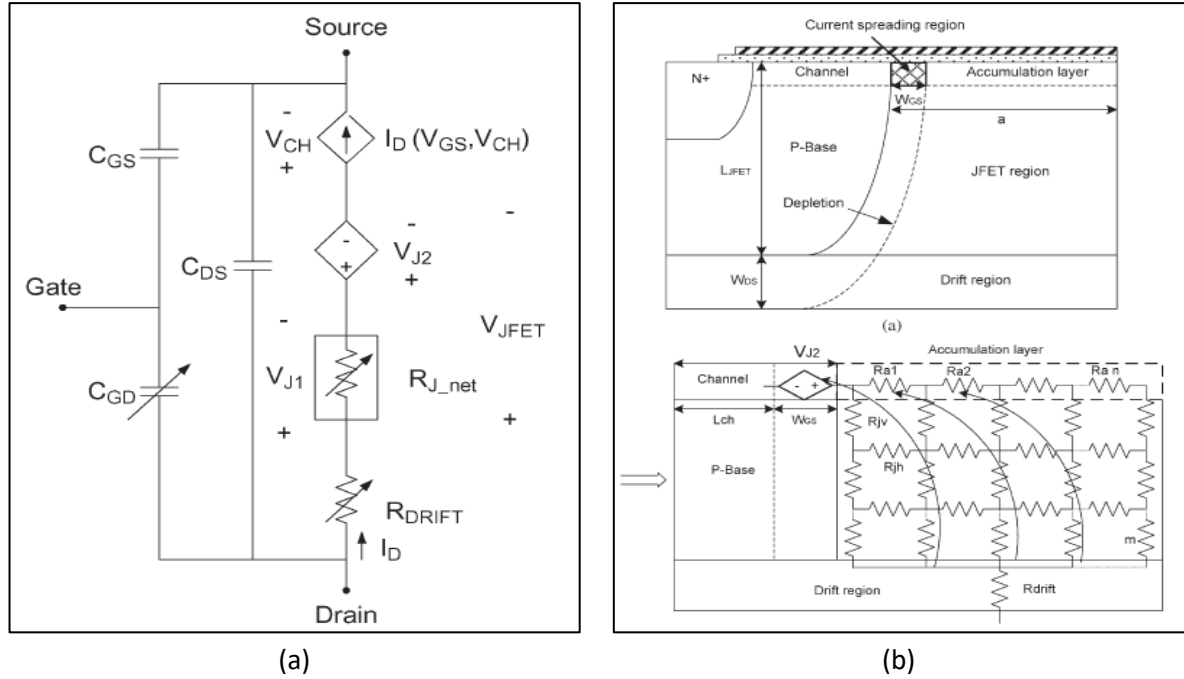 Source
C_GS
-
V_CH
+
I_D (V_GS,V_CH)
-
+
-
V_J2
+
-
C_DS
Gate
V_JFET
-
V_J1
+
R_J_net
+
C_GD
R_DRIFT
I_D
Drain
(a)
Current spreading region
N+
Channel
Accumulation layer
W_GS
a
P-Base
L_JFET
JFET region
Depletion
W_DS
Drift region
(a)
V_J2
Accumulation layer
Channel
-
+
Ra1
Ra2
Ra n
Lch
W_GS
Rjv
Rjh
P-Base
m
Drift region
Rdrift
(b)